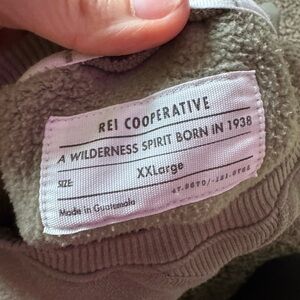 REI COOPERATIVE
A WILDERNESS SPIRIT BORN IN 1938
SIZE:
XXLarge
Made in Guatemala